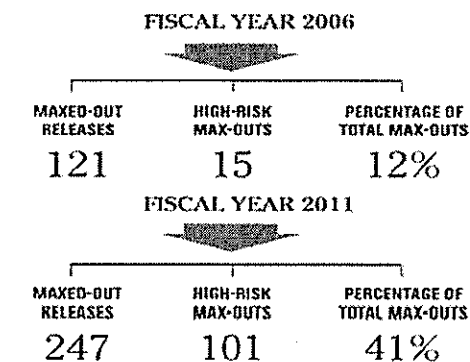 FISCAL YEAR 2006
MAXED-OUT RELEASES
HIGH-RISK MAX-OUTS
PERCENTAGE OF TOTAL MAX-OUTS
121 15 12%
FISCAL YEAR 2011
MAXED-OUT RELEASES
HIGH-RISK MAX-OUTS
PERCENTAGE OF TOTAL MAX-OUTS
247 101 41%